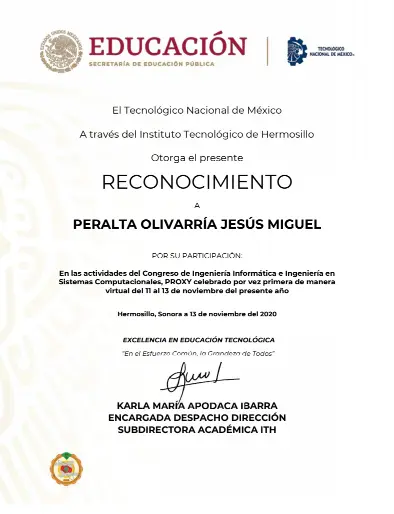 EDUCACIÓN
SECRETARÍA DE EDUCACIÓN PÚBLICA
TECNOLÓGICO
NACIONAL DE MÉXICO
El Tecnológico Nacional de México
A través del Instituto Tecnológico de Hermosillo
Otorga el presente
RECONOCIMIENTO
A
PERALTA OLIVARRÍA JESÚS MIGUEL
POR SU PARTICIPACIÓN:
En las actividades del Congreso de Ingeniería Informática e Ingeniería en
Sistemas Computacionales, PROXY celebrado por vez primera de manera
virtual del 11 al 13 de noviembre del presente año
Hermosillo, Sonora a 13 de noviembre del 2020
EXCELENCIA EN EDUCACIÓN TECNOLÓGICA
"En el Esfuerzo Común, la Grandeza de Todos"
KARLA MARÍA APODACA IBARRA
ENCARGADA DESPACHO DIRECCIÓN
SUBDIRECTORA ACADÉMICA ITH